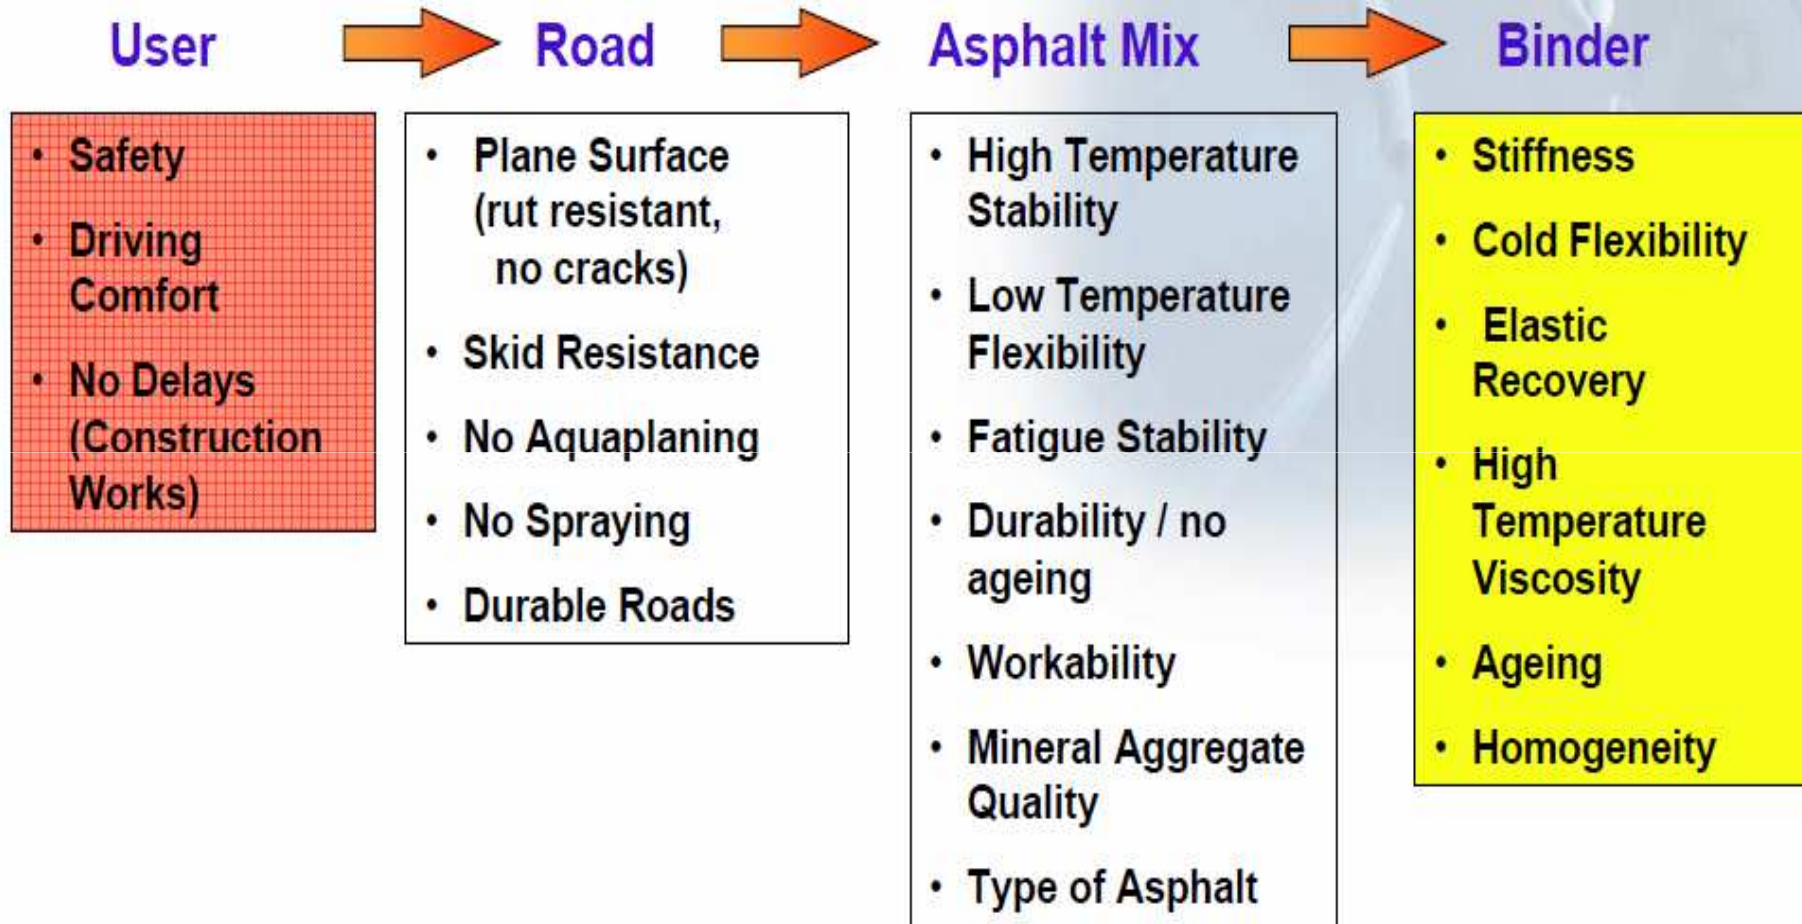 User
Road
Asphalt Mix
Binder
• Safety
• Driving
Comfort
• No Delays
(Construction
Works)
• Plane Surface
(rut resistant,
no cracks)
• Skid Resistance
• No Aquaplaning
• No Spraying
• Durable Roads
• High Temperature
Stability
• Low Temperature
Flexibility
• Fatigue Stability
• Durability / no
ageing
• Workability
• Mineral Aggregate
Quality
• Type of Asphalt
• Stiffness
• Cold Flexibility
• Elastic
Recovery
• High
Temperature
Viscosity
• Ageing
• Homogeneity